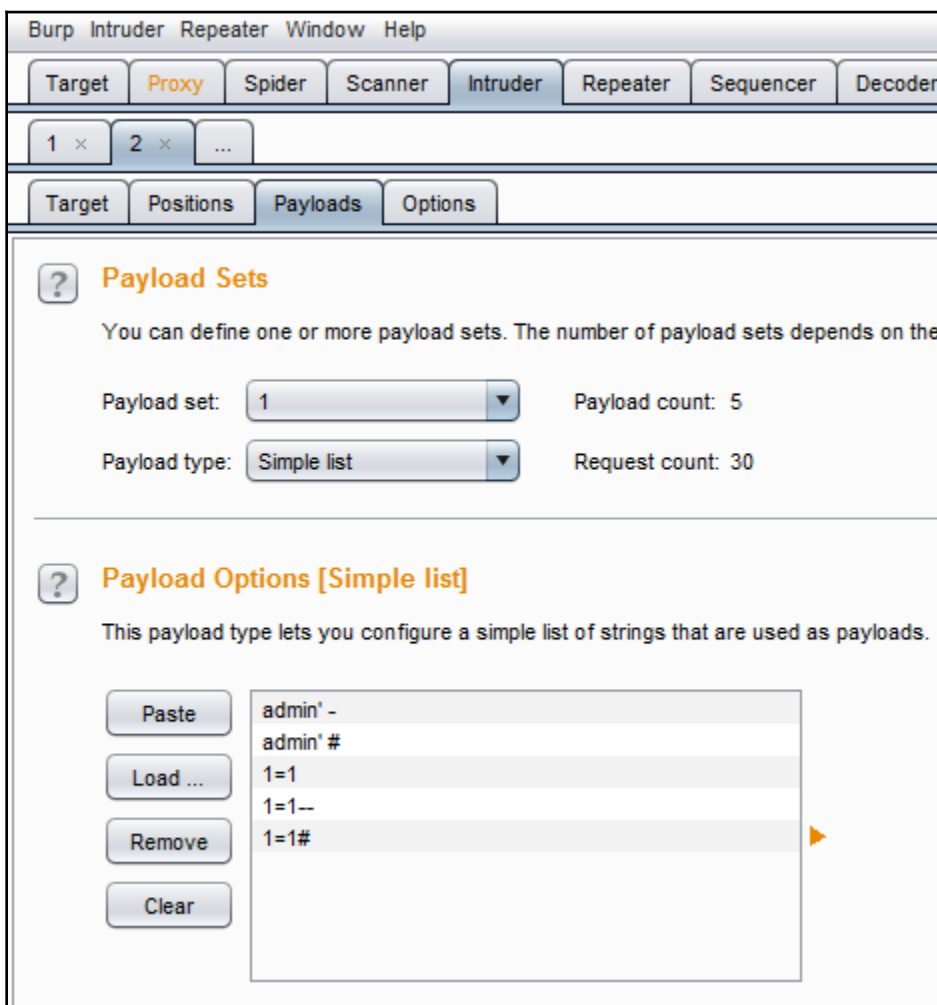 Burp Intruder Repeater Window Help
Target Proxy Spider Scanner Intruder Repeater Sequencer Decoder
1 × 2 × ...
Target Positions Payloads Options
? Payload Sets
You can define one or more payload sets. The number of payload sets depends on the
Payload set: 1 Payload count: 5
Payload type: Simple list Request count: 30
? Payload Options [Simple list]
This payload type lets you configure a simple list of strings that are used as payloads.
Paste admin' -
admin' #
Load ... 1=1
1=1--
Remove 1=1#
Clear